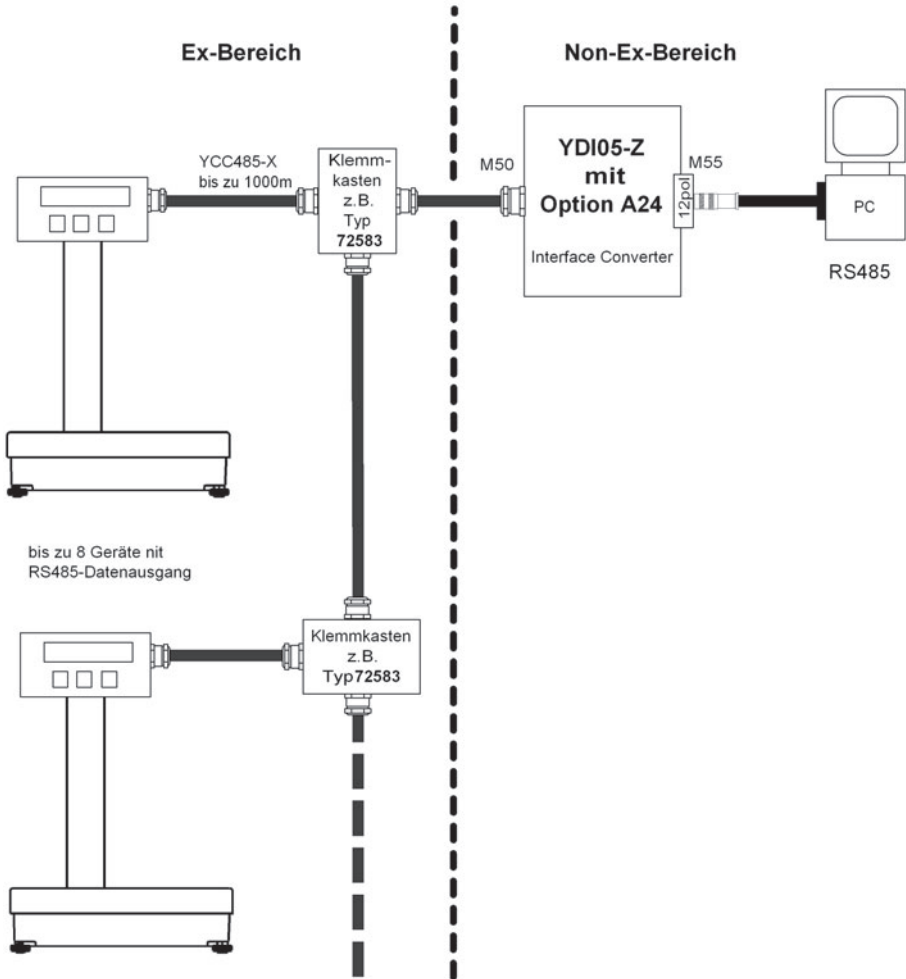 Ex-Bereich
Non-Ex-Bereich
YCC485-X
bis zu 1000m
Klemm-
kasten
z.B.
Typ
72583
M50
YDI05-Z
mit
Option A24
Interface Converter
M55
12pol
PC
RS485
bis zu 8 Geräte nit
RS485-Datenausgang
Klemmkasten
z.B.
Typ72583